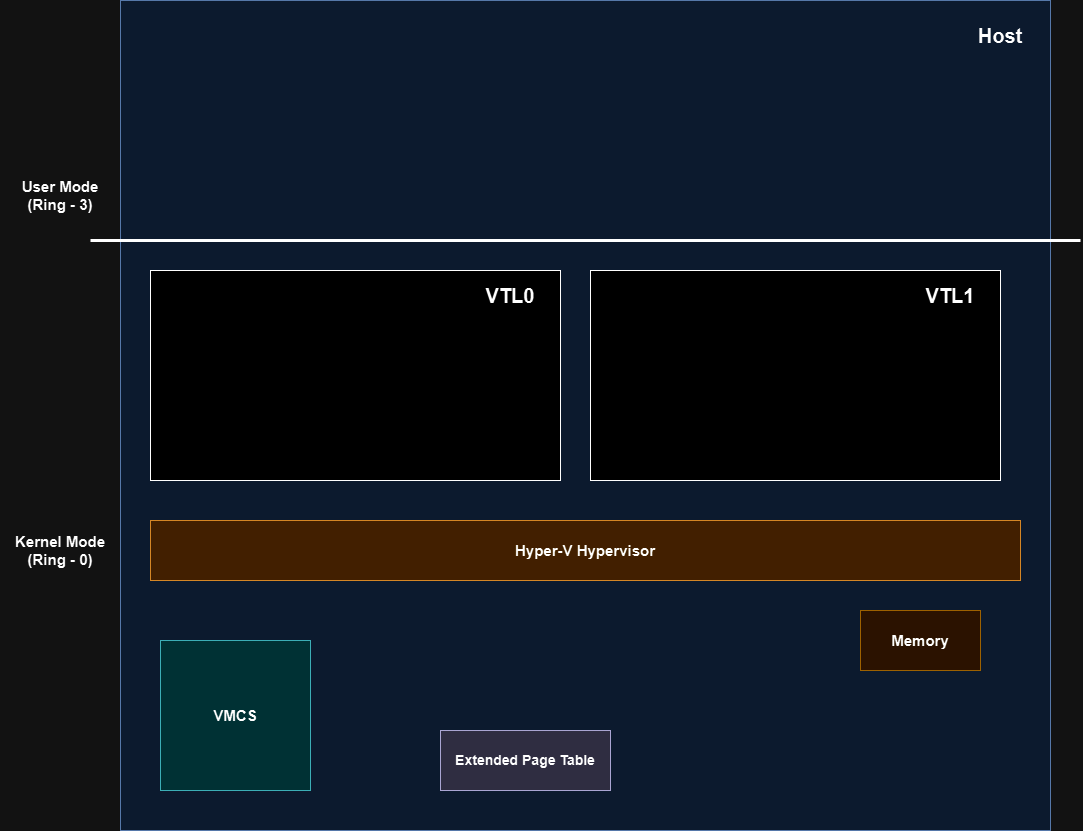 Host
User Mode
(Ring - 3)
VTL0
VTL1
Kernel Mode
(Ring - 0)
Hyper-V Hypervisor
Memory
VMCS
Extended Page Table